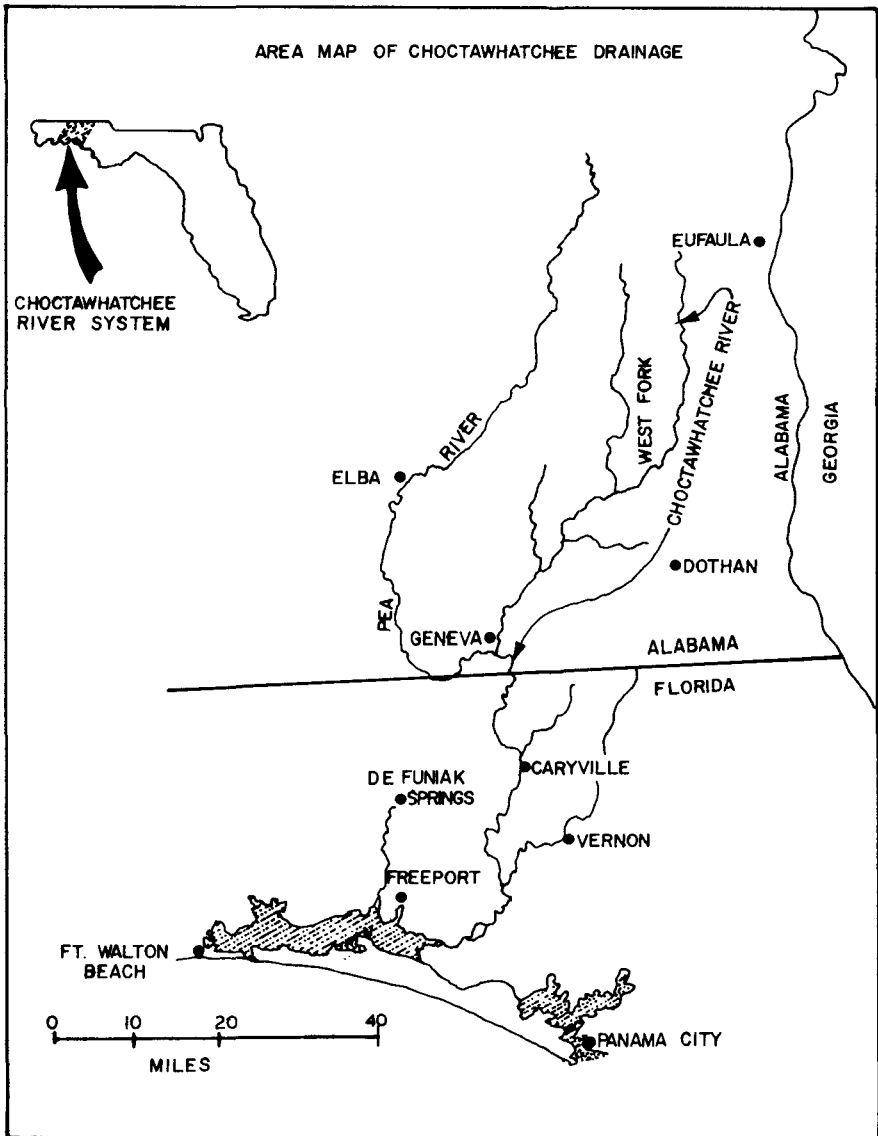 AREA MAP OF CHOCTAWHATCHEE DRAINAGE
CHOCTAWHATCHEE
RIVER SYSTEM
EUFAULA
CHOCTAWHATCHEE RIVER
WEST FORK
ALABAMA
GEORGIA
RIVER
ELBA
DOTHAN
PEA
GENEVA
ALABAMA
FLORIDA
CARYVILLE
DE FUNIAK
SPRINGS
VERNON
FREEPORT
FT. WALTON
BEACH
PANAMA CITY
0 10 20 40
MILES